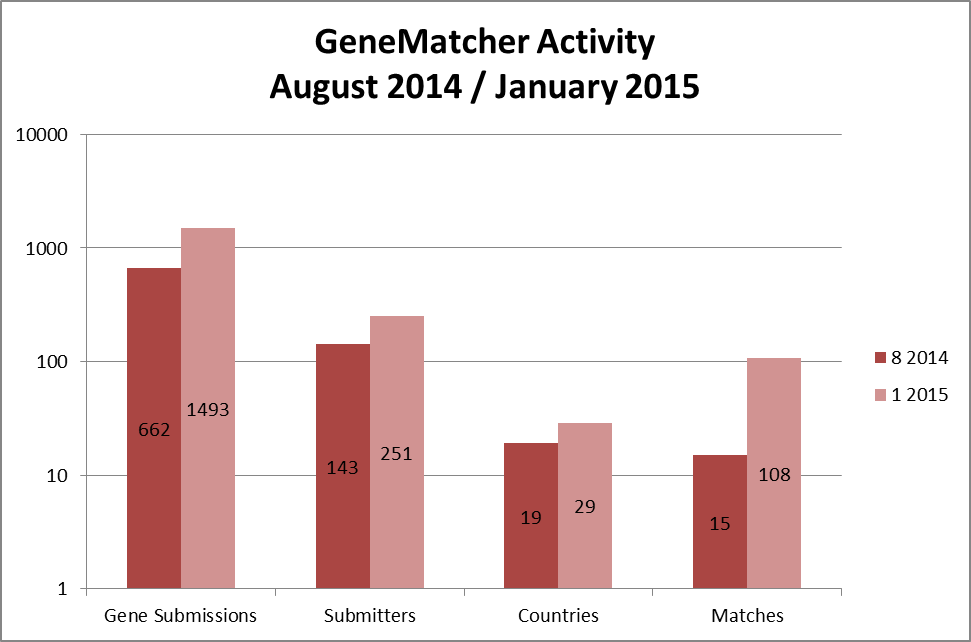 GeneMatcher Activity
August 2014 / January 2015
10000
1000
100
10
1
662
1493
143
251
19
29
15
108
Gene Submissions
Submitters
Countries
Matches
8 2014
1 2015